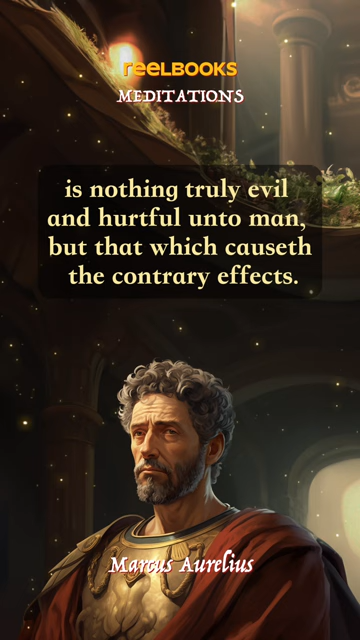 reelbooks
MEDITATIONS
is nothing truly evil
and hurtful unto man,
but that which causeth
the contrary effects.
Marcus Aurelius